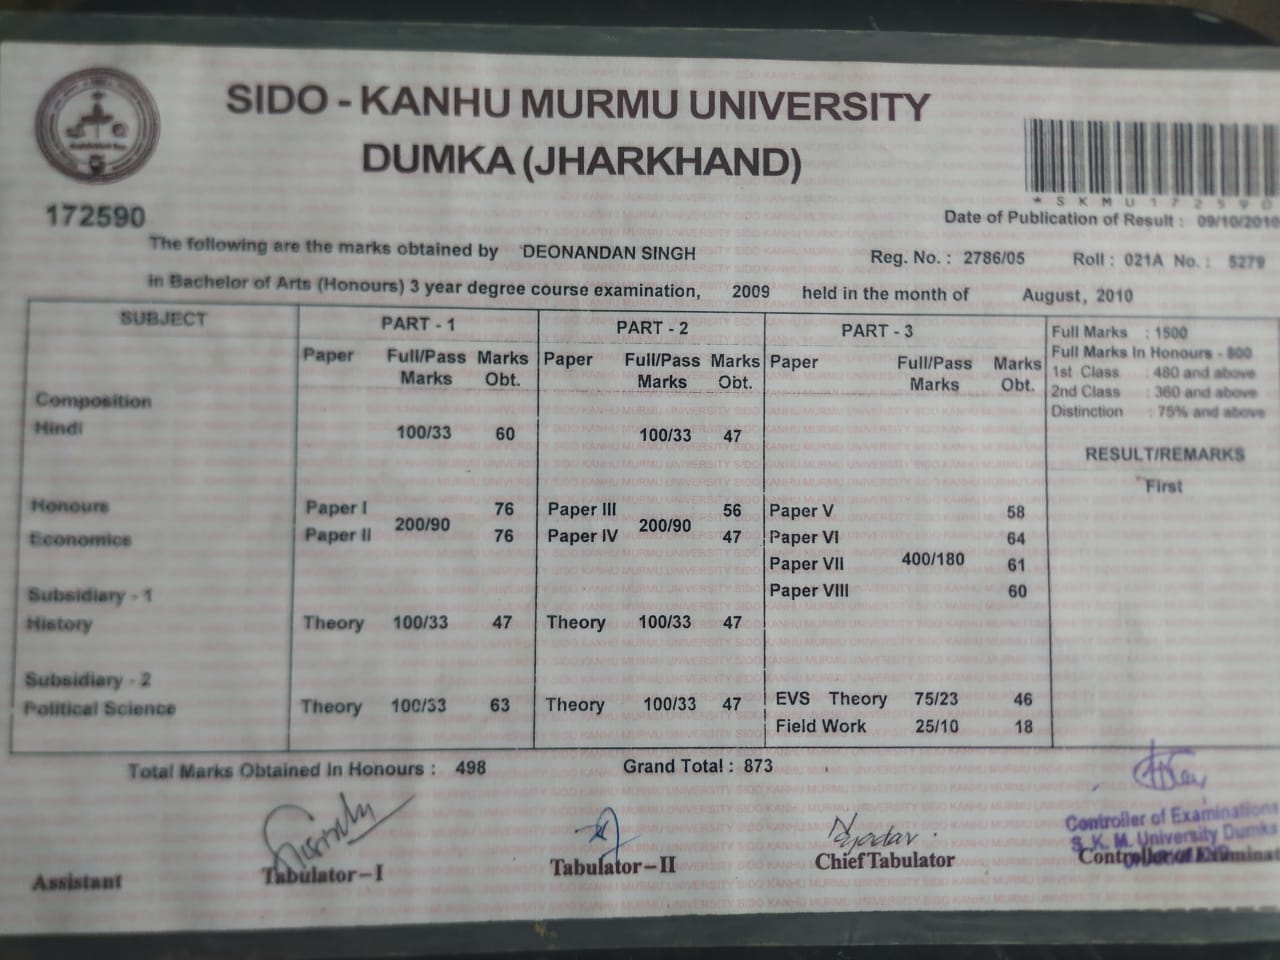 SIDO - KANHU MURMU UNIVERSITY
DUMKA (JHARKHAND)
* S K M U 1 7 2 5 9 0
172590
Date of Publication of Result : 09/10/2010
The following are the marks obtained by DEONANDAN SINGH Reg. No. : 2786/05 Roll : 021A No. : 5279
in Bachelor of Arts (Honours) 3 year degree course examination, 2009 held in the month of August, 2010
SUBJECT PART - 1 PART - 2 PART - 3
Paper Full/Pass Marks Marks Obt. Paper Full/Pass Marks Marks Obt. Paper Full/Pass Marks Marks Obt.
Full Marks : 1500
Full Marks In Honours - 800
1st Class : 480 and above
2nd Class : 360 and above
Distinction : 75% and above
RESULT/REMARKS
First
Composition
Hindi 100/33 60 100/33 47
Honours Paper I 76 Paper III 56 Paper V 58
200/90 200/90
Economics Paper II 76 Paper IV 47 Paper VI 64
Paper VII 400/180 61
Paper VIII 60
Subsidiary - 1
History Theory 100/33 47 Theory 100/33 47
Subsidiary - 2
Political Science Theory 100/33 63 Theory 100/33 47 EVS Theory 75/23 46
Field Work 25/10 18
Total Marks Obtained In Honours : 498 Grand Total : 873
Controller of Examinations
S. K. M. University Dumka
Assistant Tabulator-I Tabulator-II Chief Tabulator Controller of Examinat